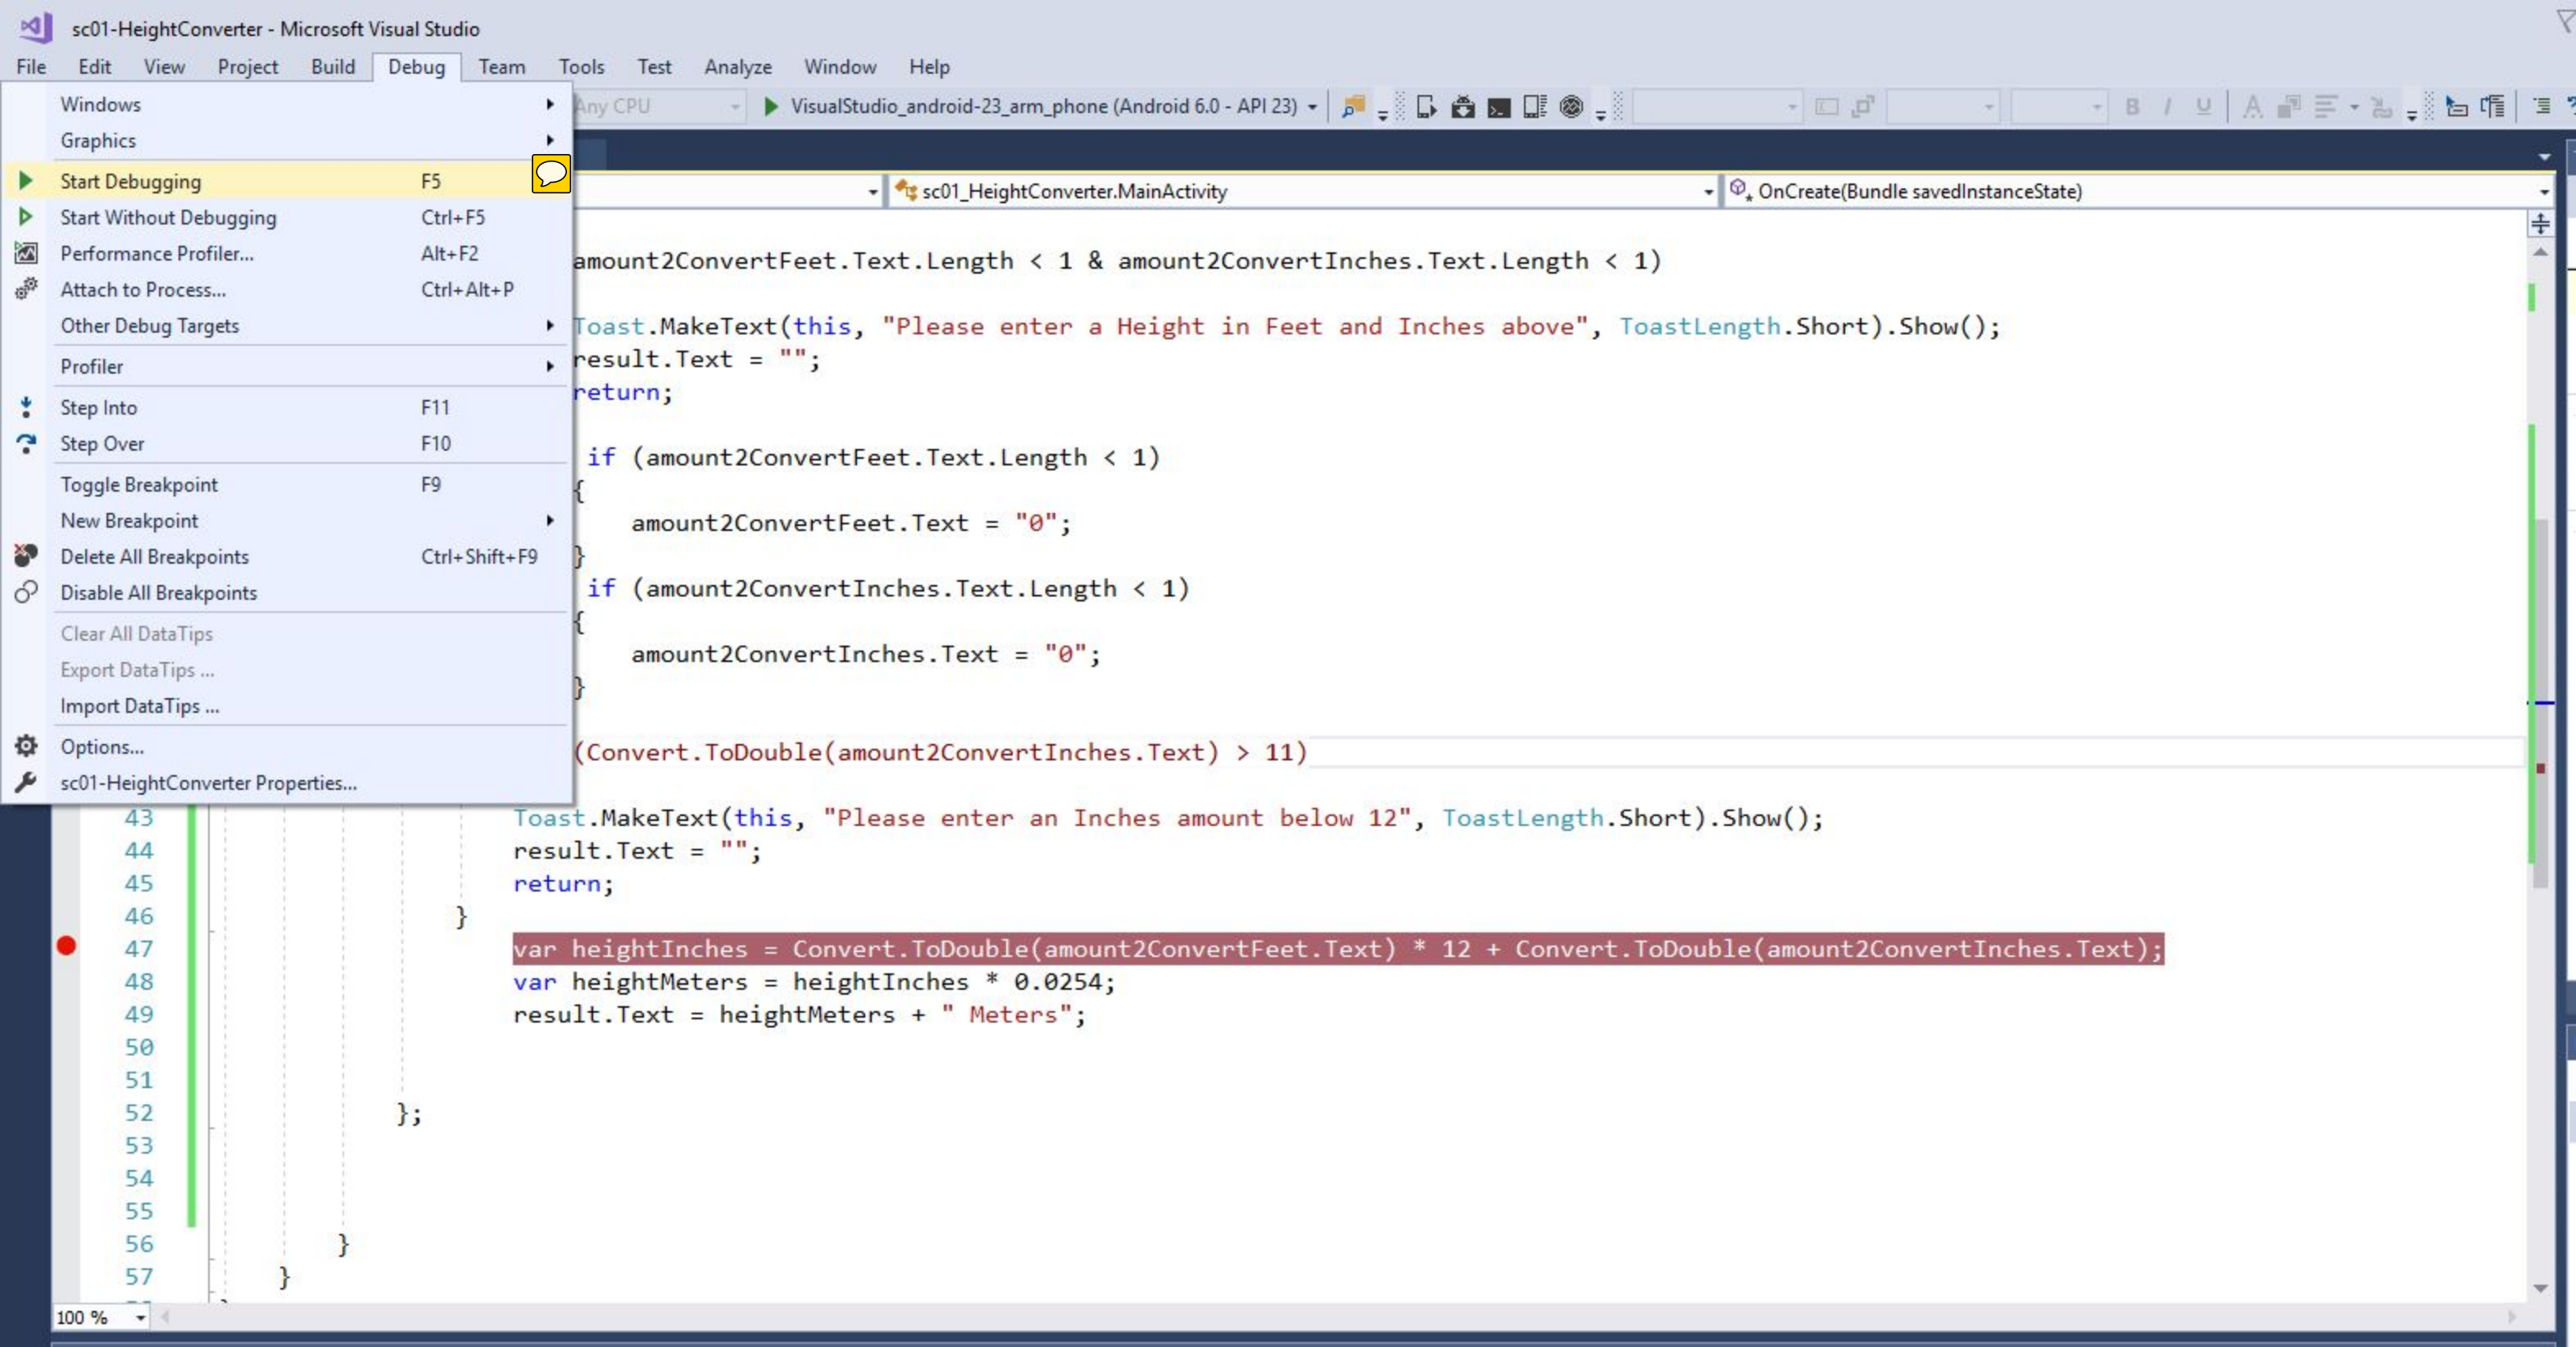 sc01-HeightConverter - Microsoft Visual Studio
File Edit View Project Build Debug Team Tools Test Analyze Window Help
Any CPU VisualStudio_android-23_arm_phone (Android 6.0 - API 23) B I U A
Windows
Graphics
Start Debugging F5
Start Without Debugging Ctrl+F5
Performance Profiler... Alt+F2
Attach to Process... Ctrl+Alt+P
Other Debug Targets
Profiler
Step Into F11
Step Over F10
Toggle Breakpoint F9
New Breakpoint
Delete All Breakpoints Ctrl+Shift+F9
Disable All Breakpoints
Clear All DataTips
Export DataTips ...
Import DataTips ...
Options...
sc01-HeightConverter Properties...
sc01_HeightConverter.MainActivity OnCreate(Bundle savedInstanceState)
amount2ConvertFeet.Text.Length < 1 & amount2ConvertInches.Text.Length < 1)
Toast.MakeText(this, "Please enter a Height in Feet and Inches above", ToastLength.Short).Show();
result.Text = "";
return;
if (amount2ConvertFeet.Text.Length < 1)
{
amount2ConvertFeet.Text = "0";
}
if (amount2ConvertInches.Text.Length < 1)
{
amount2ConvertInches.Text = "0";
}
(Convert.ToDouble(amount2ConvertInches.Text) > 11)
43 Toast.MakeText(this, "Please enter an Inches amount below 12", ToastLength.Short).Show();
44 result.Text = "";
45 return;
46 }
47 var heightInches = Convert.ToDouble(amount2ConvertFeet.Text) * 12 + Convert.ToDouble(amount2ConvertInches.Text);
48 var heightMeters = heightInches * 0.0254;
49 result.Text = heightMeters + " Meters";
50
51
52 };
53
54
55
56 }
57 }
100 %